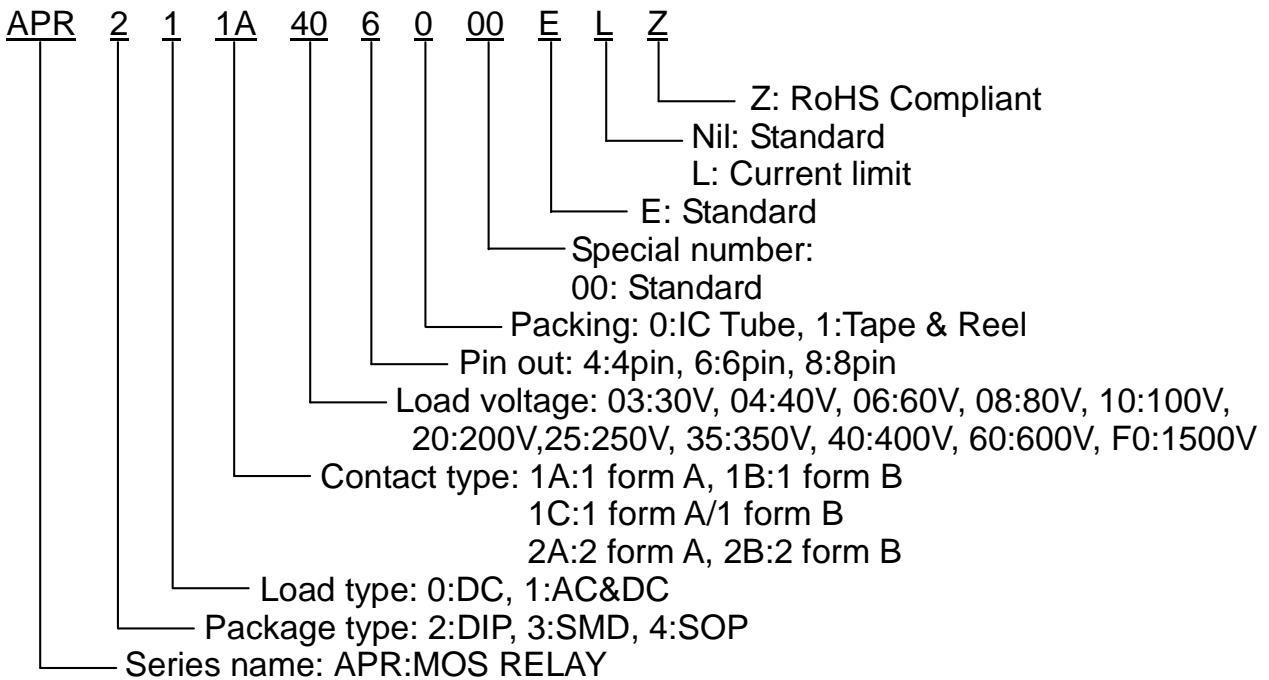 APR 2 1 1A 40 6 0 00 E L Z
Z: RoHS Compliant
Nil: Standard
L: Current limit
E: Standard
Special number:
00: Standard
Packing: 0:IC Tube, 1:Tape & Reel
Pin out: 4:4pin, 6:6pin, 8:8pin
Load voltage: 03:30V, 04:40V, 06:60V, 08:80V, 10:100V,
20:200V,25:250V, 35:350V, 40:400V, 60:600V, F0:1500V
Contact type: 1A:1 form A, 1B:1 form B
1C:1 form A/1 form B
2A:2 form A, 2B:2 form B
Load type: 0:DC, 1:AC&DC
Package type: 2:DIP, 3:SMD, 4:SOP
Series name: APR:MOS RELAY